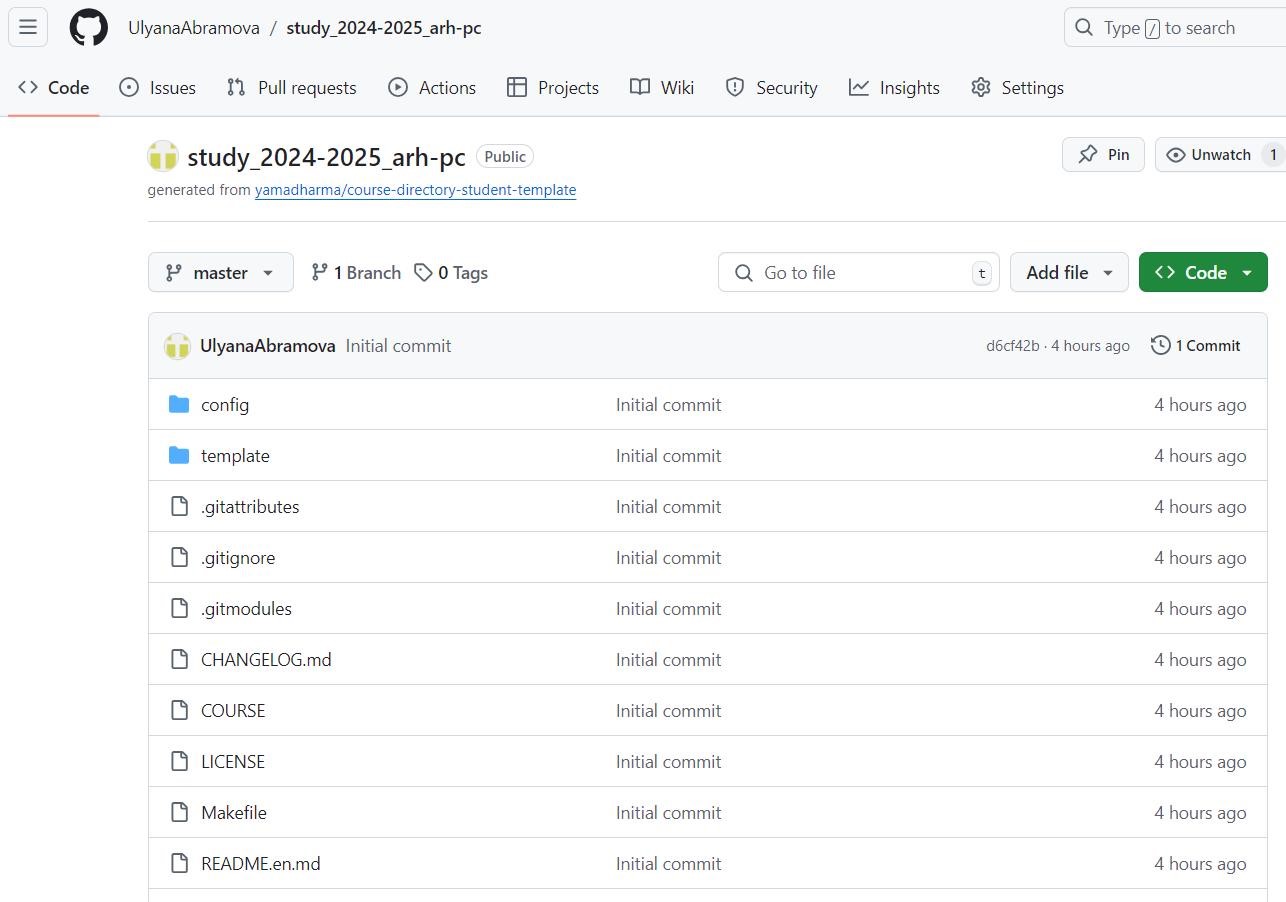 UlyanaAbramova / study_2024-2025_arh-pc Type / to search
Code Issues Pull requests Actions Projects Wiki Security Insights Settings
study_2024-2025_arh-pc Public Pin Unwatch 1
generated from yamadharma/course-directory-student-template
master 1 Branch 0 Tags Go to file t Add file Code
UlyanaAbramova Initial commit d6cf42b · 4 hours ago 1 Commit
config Initial commit 4 hours ago
template Initial commit 4 hours ago
.gitattributes Initial commit 4 hours ago
.gitignore Initial commit 4 hours ago
.gitmodules Initial commit 4 hours ago
CHANGELOG.md Initial commit 4 hours ago
COURSE Initial commit 4 hours ago
LICENSE Initial commit 4 hours ago
Makefile Initial commit 4 hours ago
README.en.md Initial commit 4 hours ago